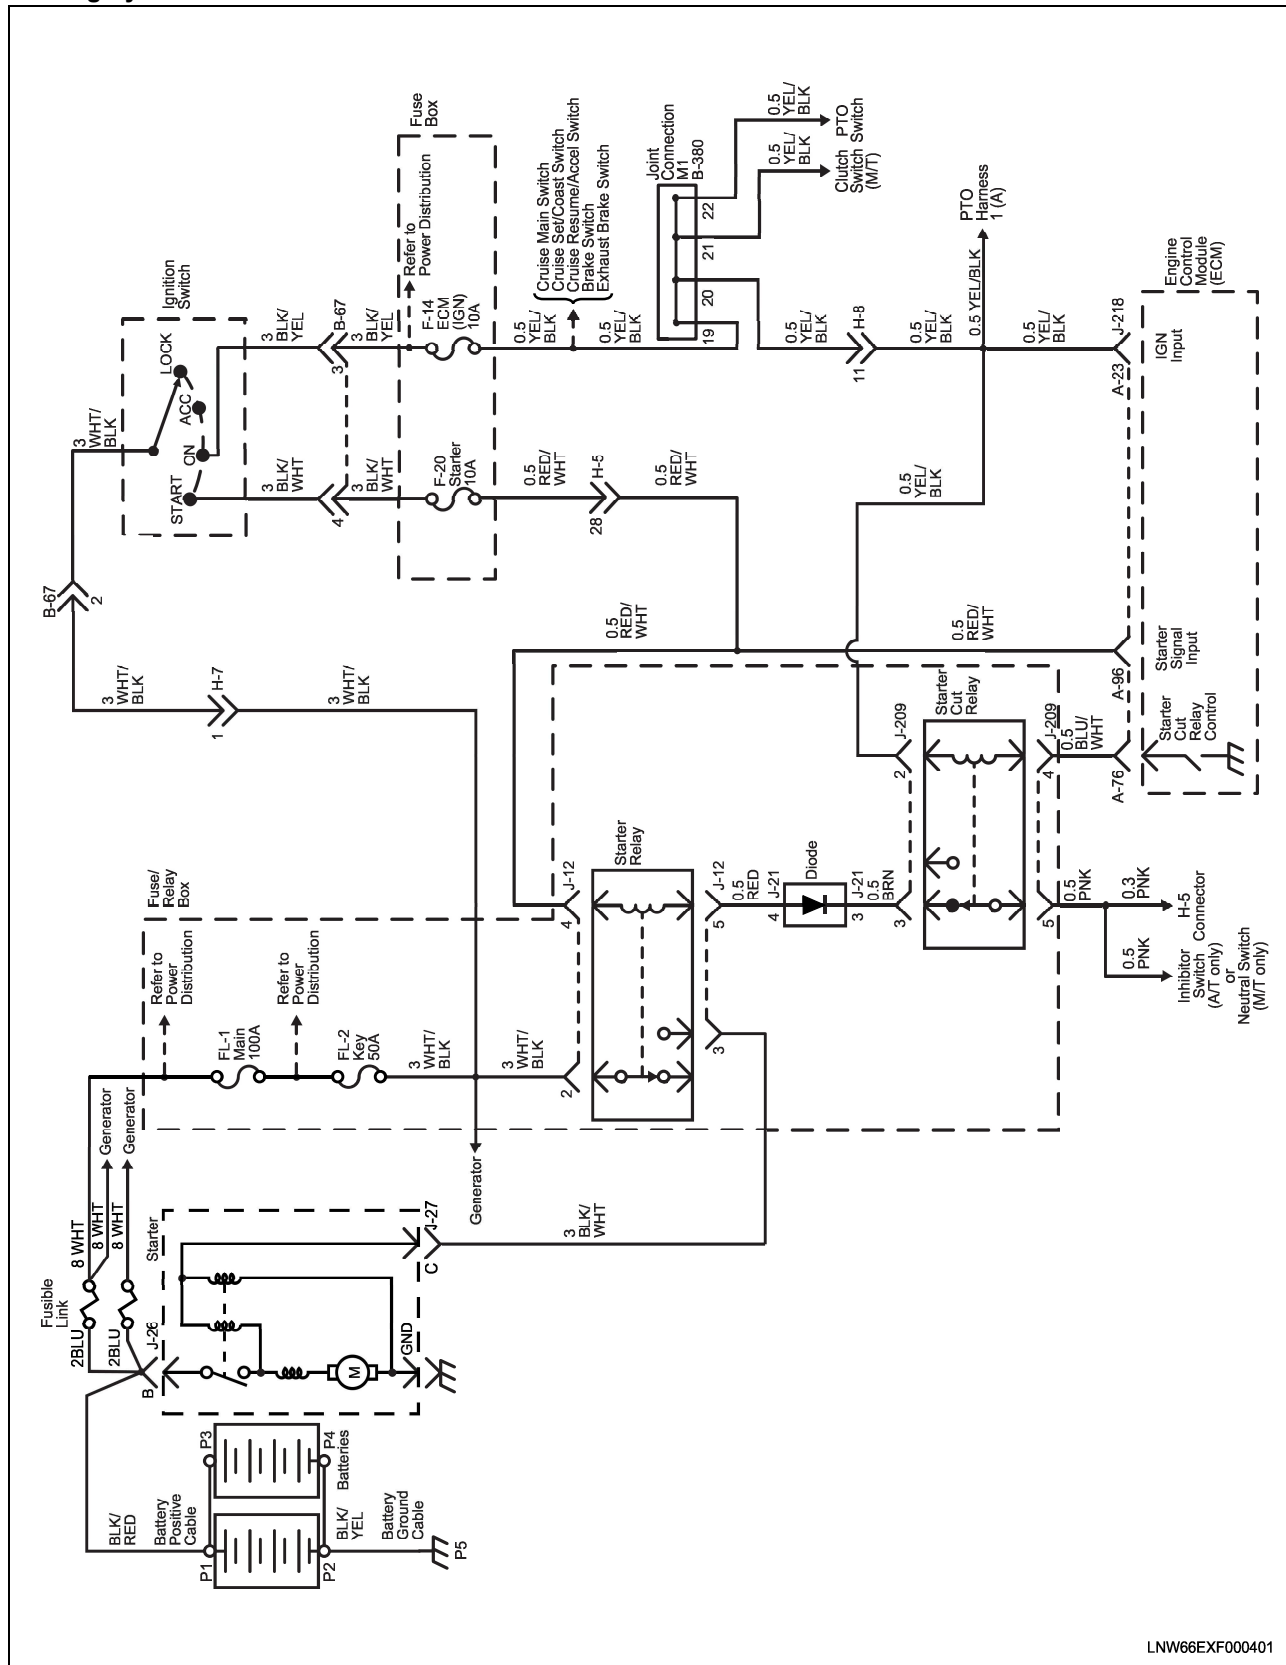 Fuse
Box
Refer to
Power Distribution
Ignition
Switch
LOCK
ACC
ON
START
3
WHT/
BLK
3
BLK/
YEL
B-67
3
3
BLK/
YEL
F-14
ECM
(IGN)
10A
0.5
YEL/
BLK
Cruise Main Switch
Cruise Set/Coast Switch
Cruise Resume/Accel Switch
Brake Switch
Exhaust Brake Switch
0.5
YEL/
BLK
Joint
Connection
M1
B-380
22
21
20
19
0.5
YEL/
BLK
PTO
Switch
0.5
YEL/
BLK
Clutch
Switch
(M/T)
0.5
YEL/
BLK
H-8
11
0.5
YEL/
BLK
PTO
Harness
1 (A)
0.5 YEL/BLK
0.5
YEL/
BLK
J-218
A-23
Engine
Control
Module
(ECM)
IGN
Input
3
BLK/
WHT
4
3
BLK/
WHT
F-20
Starter
10A
0.5
RED/
WHT
H-5
28
0.5
RED/
WHT
0.5
YEL/
BLK
B-67
2
3
WHT/
BLK
H-7
1
3
WHT/
BLK
0.5
RED/
WHT
0.5
RED/
WHT
A-96
Starter
Signal
Input
Starter
Cut
Relay
J-209
2
J-209
4
0.5
BLU/
WHT
A-76
Starter
Cut
Relay
Control
Starter
Relay
J-12
4
J-12
5
0.5
RED
J-21
4
Diode
J-21
3
0.5
BRN
3
5
0.5
PNK
0.3
PNK
H-5
Connector
0.5
PNK
Inhibitor
Switch
(A/T only)
or
Neutral Switch
(M/T only)
Fuse/
Relay
Box
Refer to
Power
Distribution
Refer to
Power
Distribution
FL-1
Main
100A
FL-2
Key
50A
3
WHT/
BLK
3
WHT/
BLK
2
3
Generator
Generator
Generator
8 WHT
8 WHT
8 WHT
Fusible
Link
2BLU
2BLU
J-26
B
Starter
M
J-27
C
GND
3
BLK/
WHT
P3
P4
Batteries
BLK/
RED
Battery
Positive
Cable
P1
P2
BLK/
YEL
Battery
Ground
Cable
P5
LNW66EXF000401